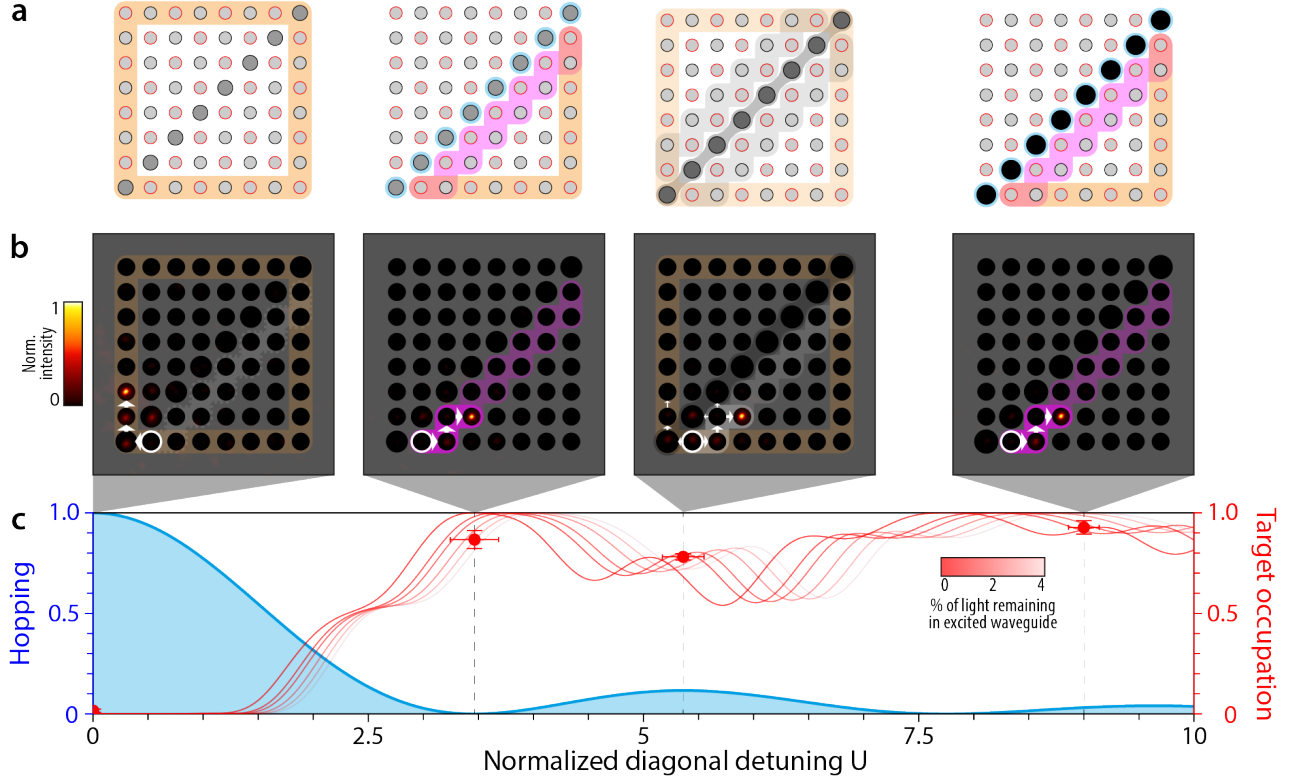 a
b
1
Norm.
intensity
0
c
1.0
1.0
Hopping
0.5
0.5
Target occupation
0
2
4
% of light remaining
in excited waveguide
0
0
0
2.5
5
7.5
10
Normalized diagonal detuning U